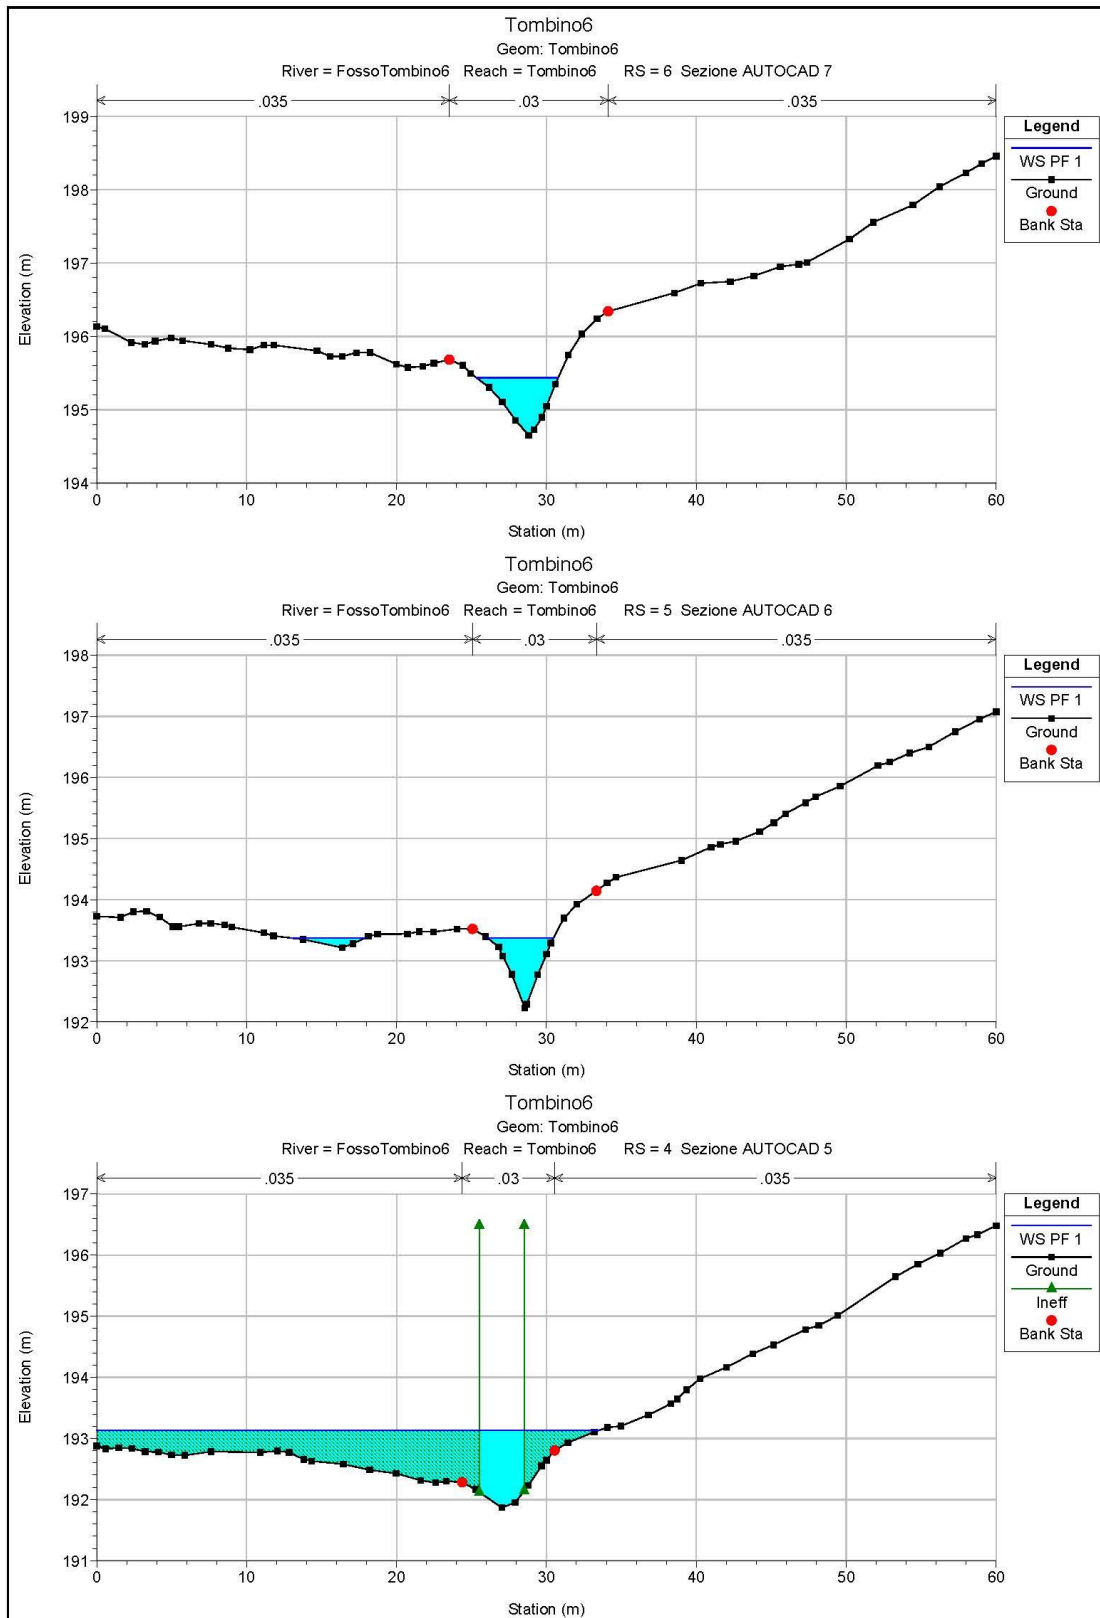 Tombino6
Geom: Tombino6
River = FossoTombino6 Reach = Tombino6 RS = 6 Sezione AUTOCAD 7
.035 .03 .035
199
198
197
196
195
194
Elevation (m)
0 10 20 30 40 50 60
Station (m)
Legend
WS PF 1
Ground
Bank Sta
Tombino6
Geom: Tombino6
River = FossoTombino6 Reach = Tombino6 RS = 5 Sezione AUTOCAD 6
.035 .03 .035
198
197
196
195
194
193
192
Elevation (m)
0 10 20 30 40 50 60
Station (m)
Legend
WS PF 1
Ground
Bank Sta
Tombino6
Geom: Tombino6
River = FossoTombino6 Reach = Tombino6 RS = 4 Sezione AUTOCAD 5
.035 .03 .035
197
196
195
194
193
192
191
Elevation (m)
0 10 20 30 40 50 60
Station (m)
Legend
WS PF 1
Ground
Ineff
Bank Sta